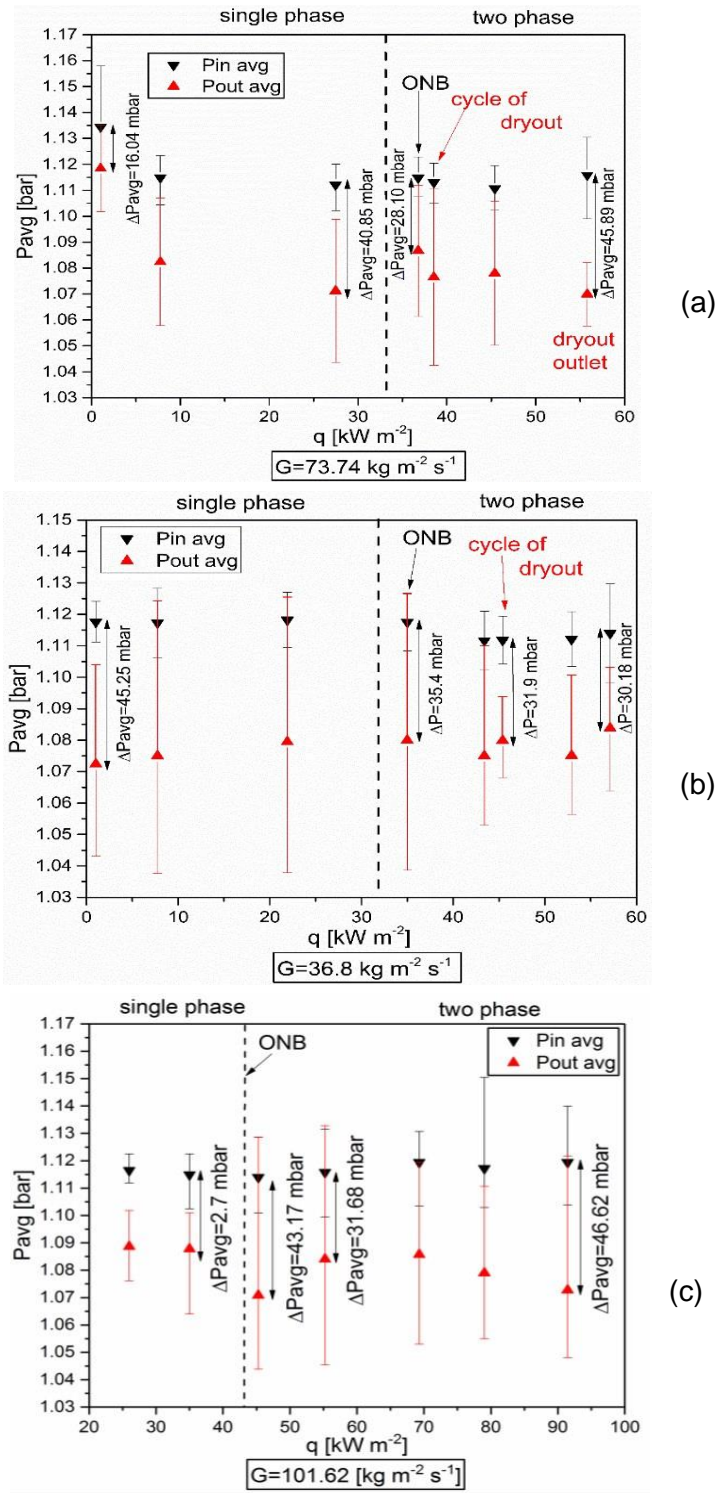 single phase two phase
1.17
1.16
1.15
1.14
1.13
1.12
1.11
1.10
1.09
1.08
1.07
1.06
1.05
1.04
1.03
Pavg [bar]
Pin avg
Pout avg
ΔPavg=16.04 mbar
ΔPavg=40.85 mbar
ONB
cycle of
dryout
ΔPavg=28.10 mbar
ΔPavg=45.89 mbar
dryout
outlet
0 10 20 30 40 50 60
q [kW m⁻²]
G=73.74 kg m⁻² s⁻¹
(a)
single phase two phase
1.15
1.14
1.13
1.12
1.11
1.10
1.09
1.08
1.07
1.06
1.05
1.04
1.03
Pavg [bar]
Pin avg
Pout avg
ΔPavg=45.25 mbar
ONB
cycle of
dryout
ΔP=35.4 mbar
ΔP=31.9 mbar
ΔP=30.18 mbar
0 10 20 30 40 50 60
q [kW m⁻²]
G=36.8 kg m⁻² s⁻¹
(b)
single phase two phase
1.17
1.16
1.15
1.14
1.13
1.12
1.11
1.10
1.09
1.08
1.07
1.06
1.05
1.04
1.03
Pavg [bar]
ONB
Pin avg
Pout avg
ΔPavg=2.7 mbar
ΔPavg=43.17 mbar
ΔPavg=31.68 mbar
ΔPavg=46.62 mbar
20 30 40 50 60 70 80 90 100
q [kW m⁻²]
G=101.62 [kg m⁻² s⁻¹]
(c)